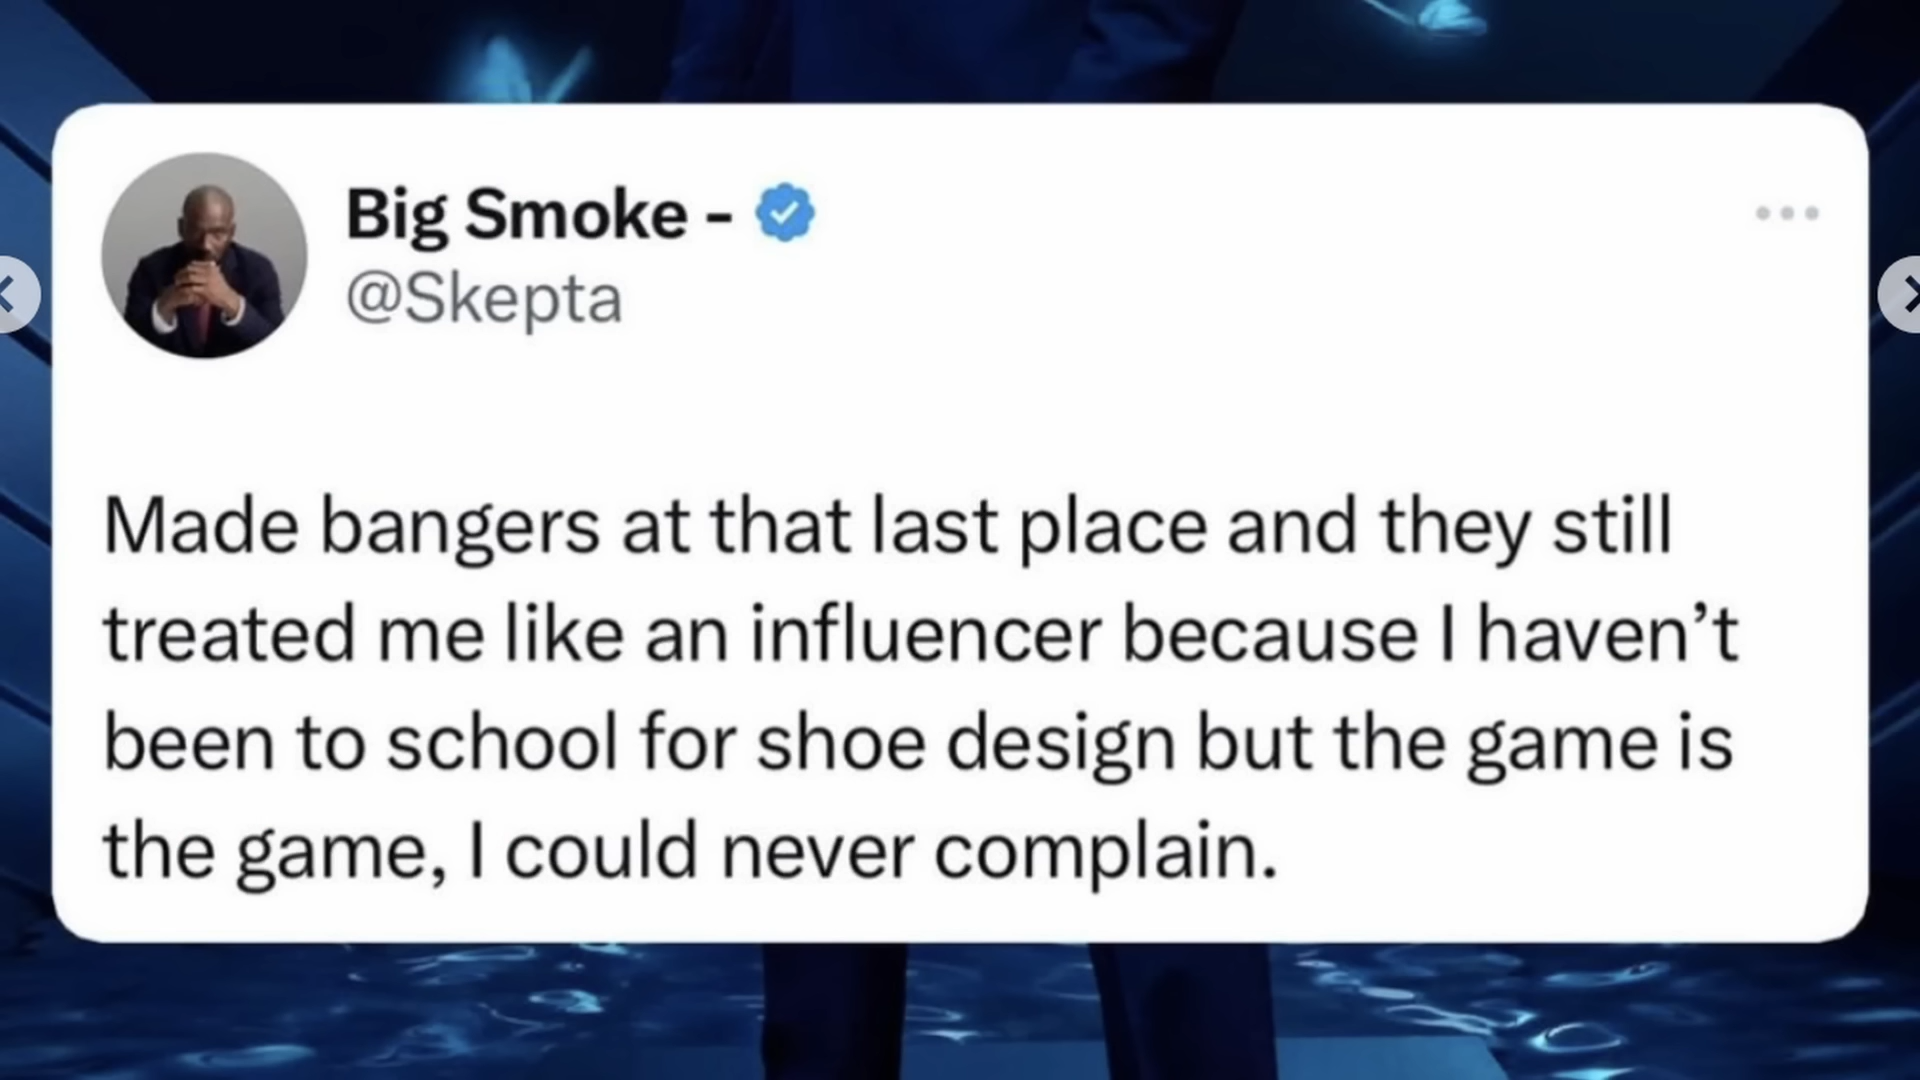 Big Smoke -
@Skepta
Made bangers at that last place and they still
treated me like an influencer because I haven’t
been to school for shoe design but the game is
the game, I could never complain.